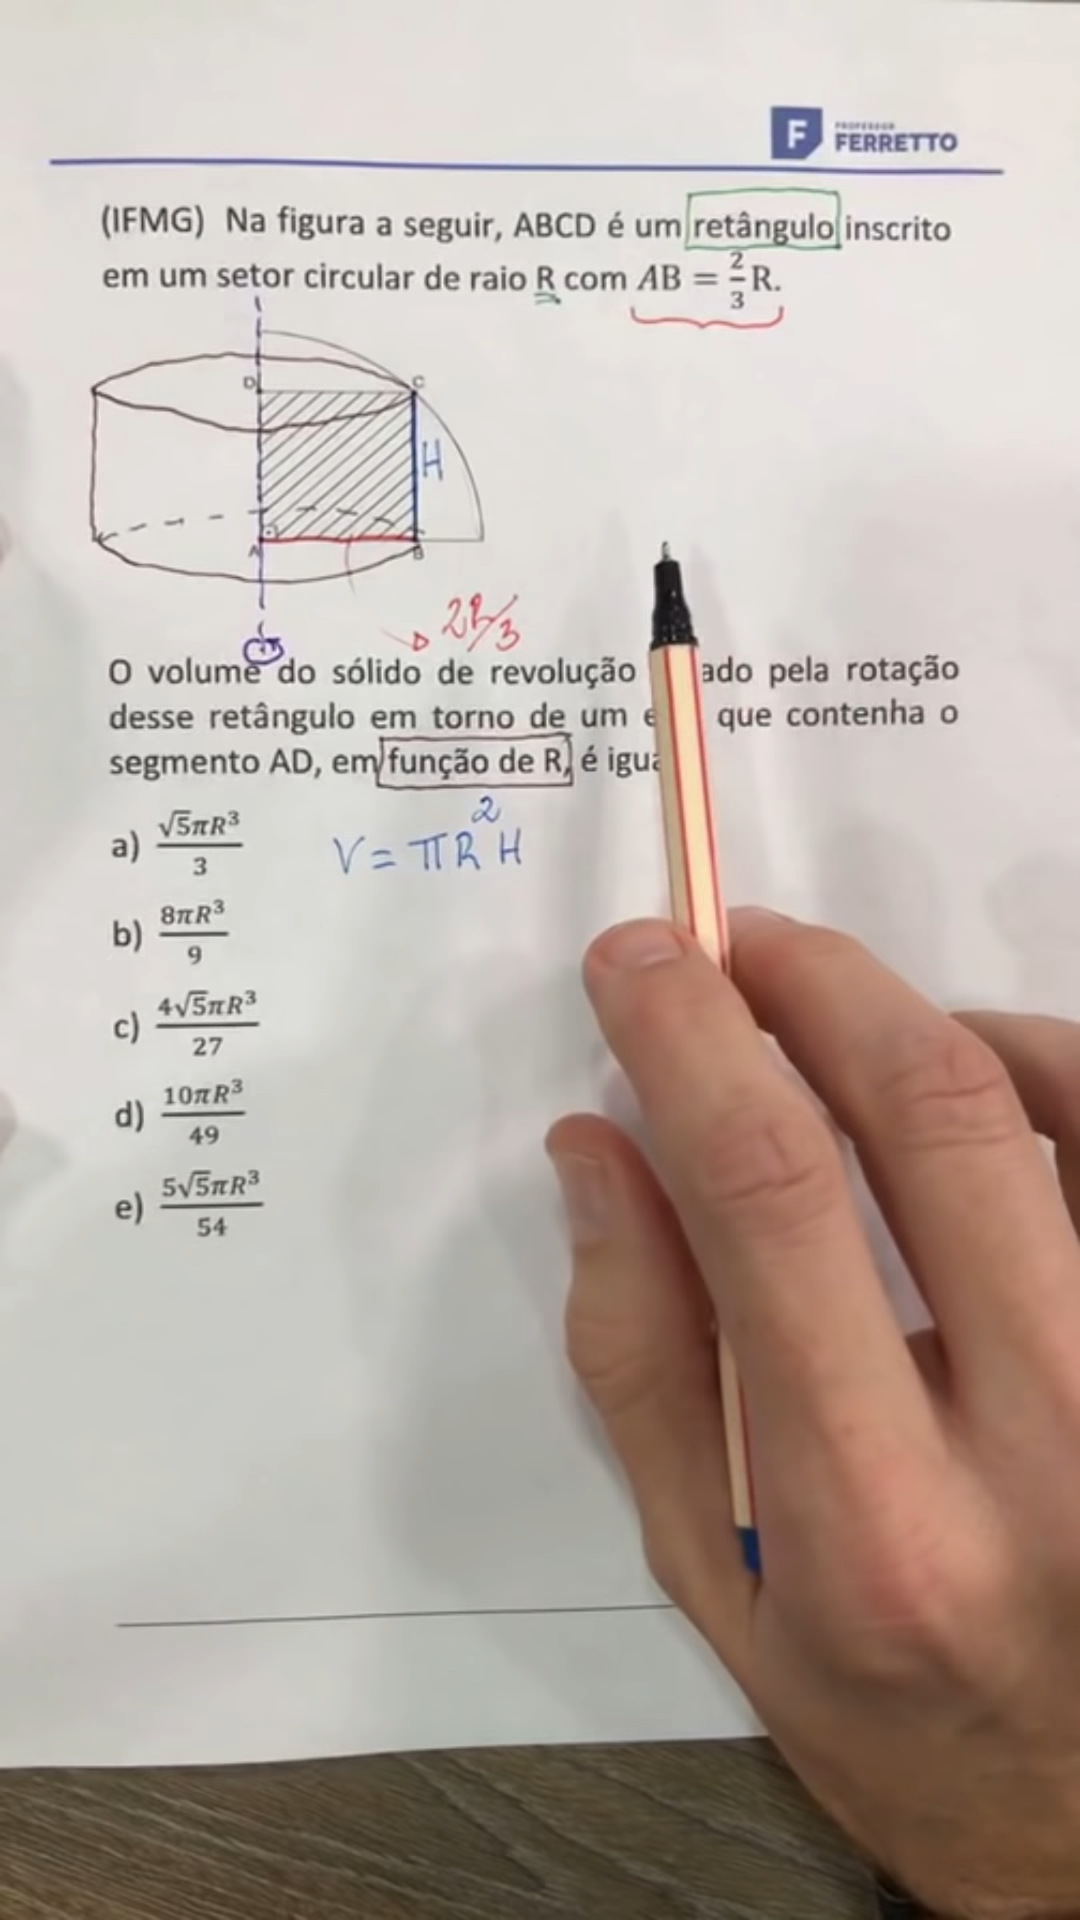 F PROFESSOR
FERRETTO
(IFMG) Na figura a seguir, ABCD é um retângulo inscrito
em um setor circular de raio R com AB = 2/3 R.
D C
H
A B
2R/3
O volume do sólido de revolução ado pela rotação
desse retângulo em torno de um e que contenha o
segmento AD, em função de R, é igua
a) √5πR³/3
V = πR²H
b) 8πR³/9
c) 4√5πR³/27
d) 10πR³/49
e) 5√5πR³/54